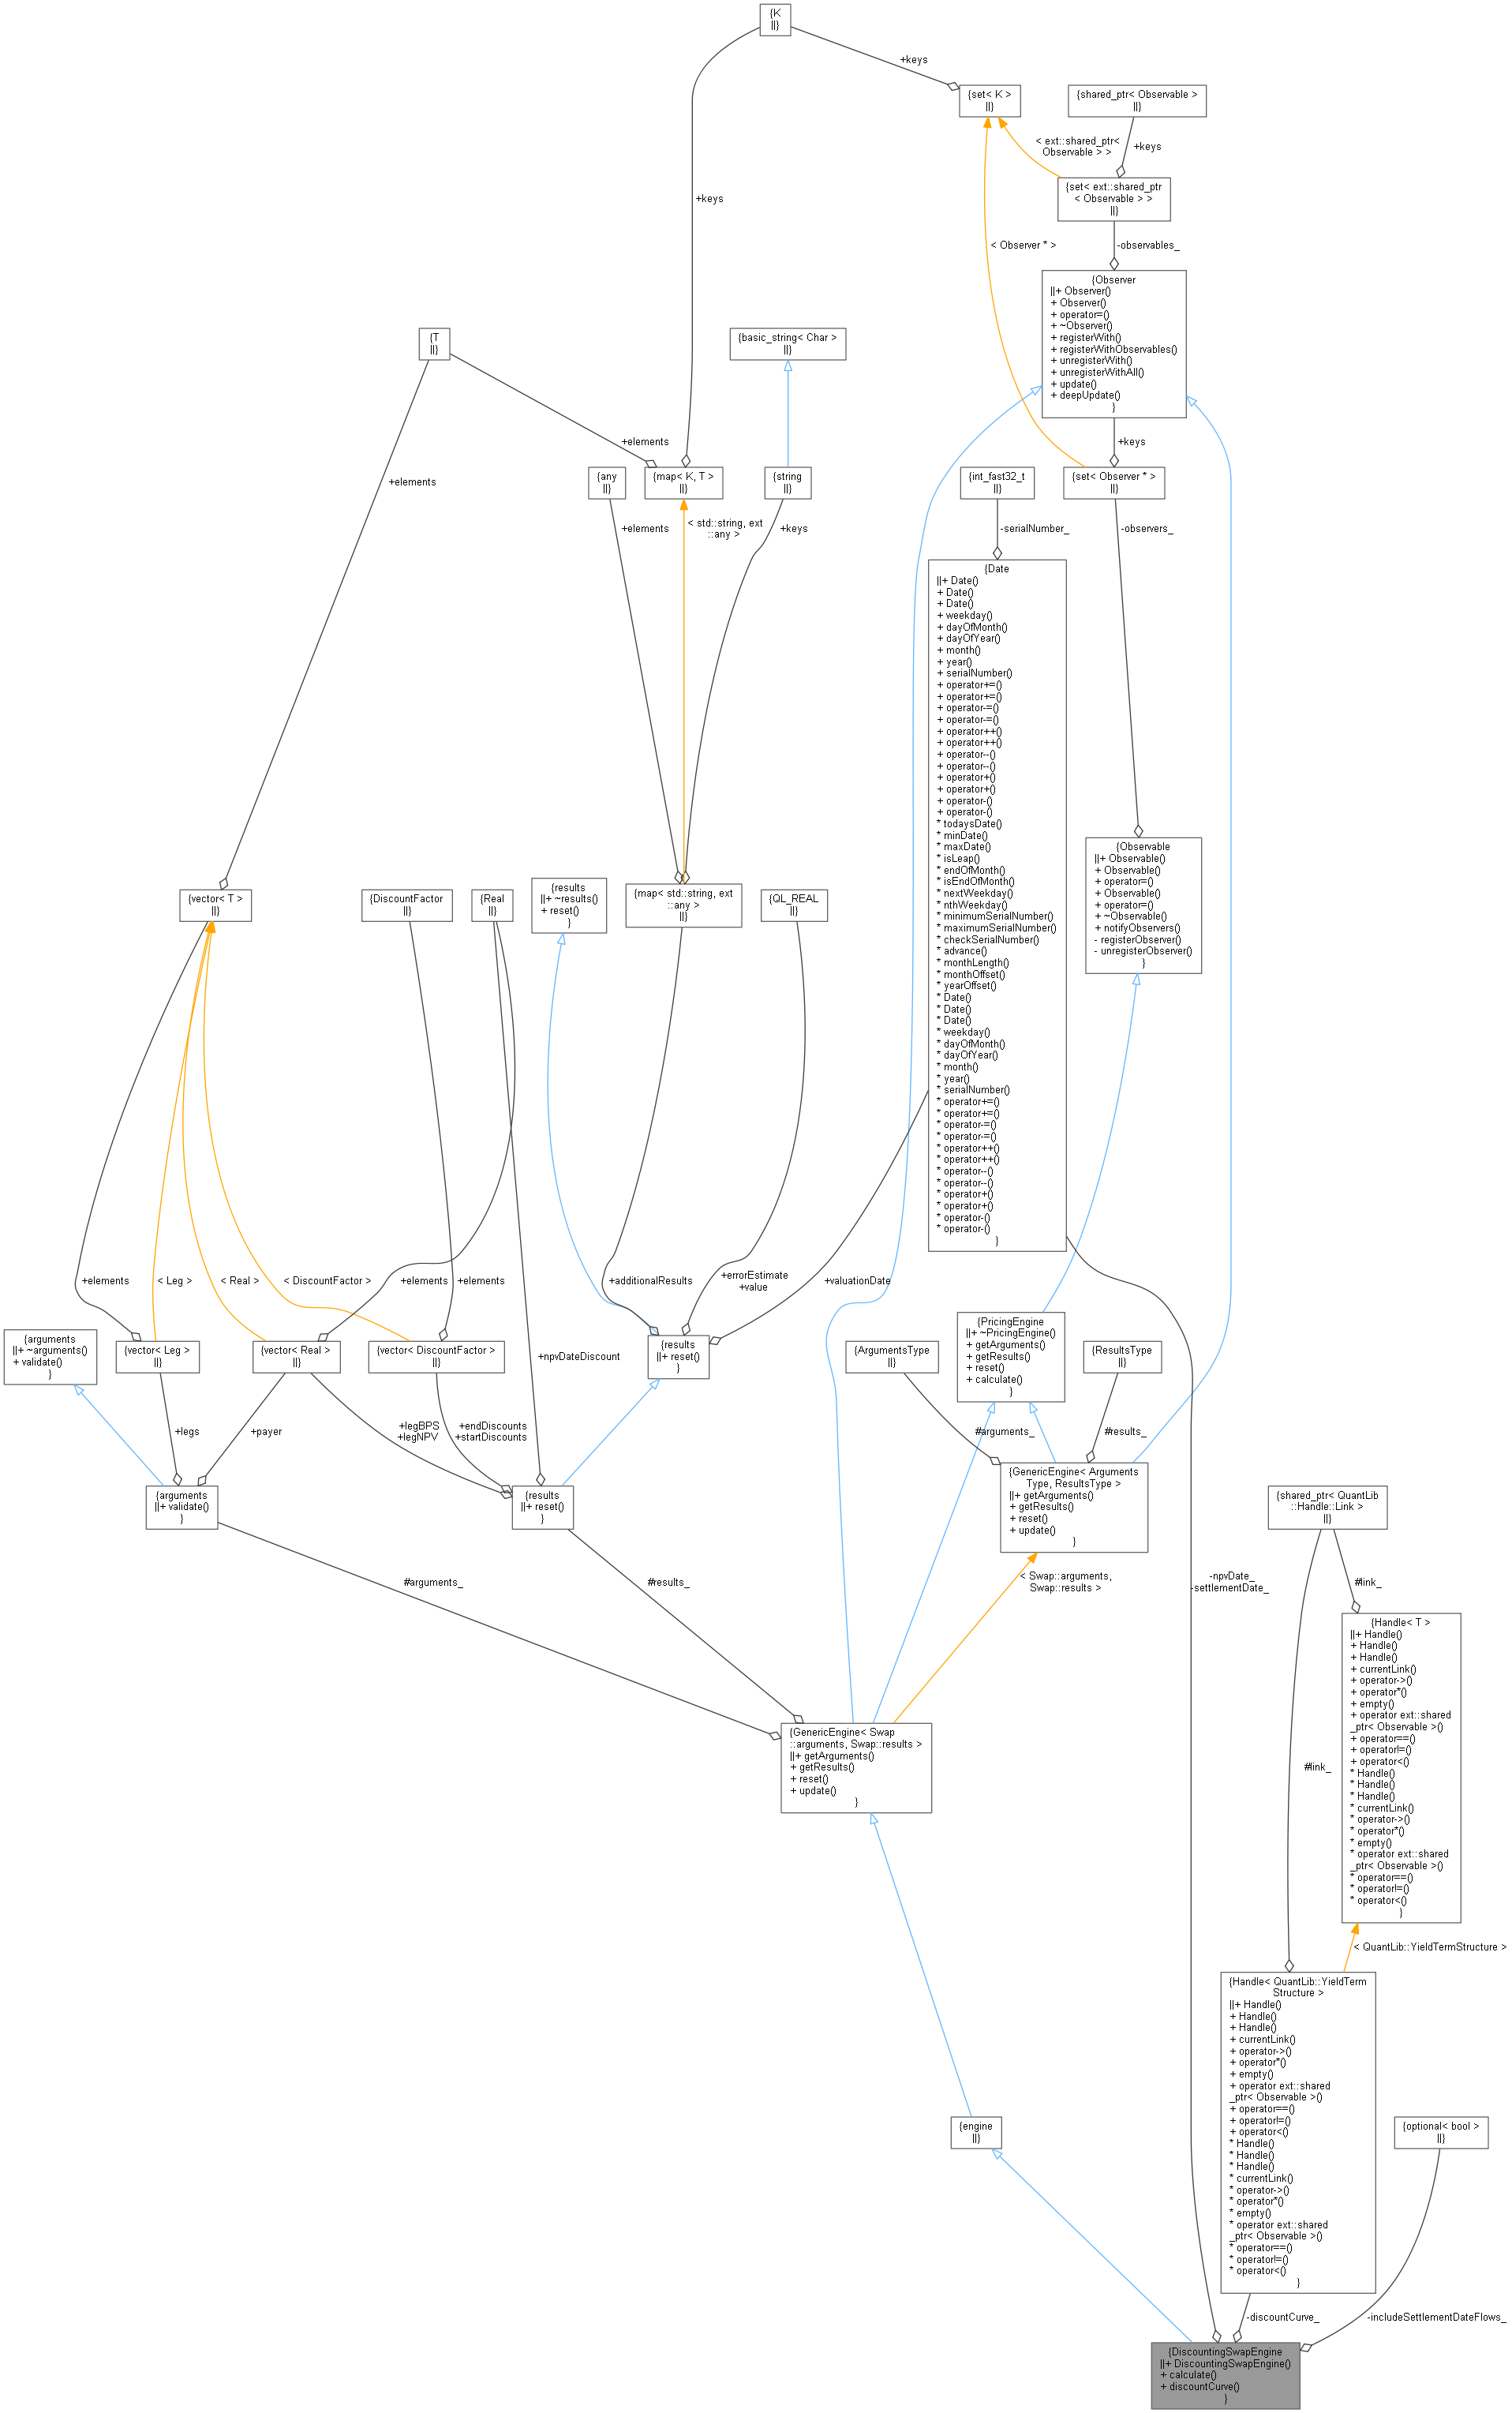 {K
||}
+keys
{set< K >
||}
{shared_ptr< Observable >
||}
< ext::shared_ptr<
Observable > >
+keys
{set< ext::shared_ptr
< Observable > >
||}
+keys
< Observer * >
-observables_
{Observer
||+ Observer()
+ Observer()
+ operator=()
+ ~Observer()
+ registerWith()
+ registerWithObservables()
+ unregisterWith()
+ unregisterWithAll()
+ update()
+ deepUpdate()
}
{T
||}
{basic_string< Char >
||}
+elements
+keys
+elements
{any
||}
{map< K, T >
||}
{string
||}
{int_fast32_t
||}
{set< Observer * >
||}
+elements
< std::string, ext
::any >
+keys
-serialNumber_
-observers_
{Date
||+ Date()
+ Date()
+ Date()
+ weekday()
+ dayOfMonth()
+ dayOfYear()
+ month()
+ year()
+ serialNumber()
+ operator+=()
+ operator+=()
+ operator-=()
+ operator-=()
+ operator++()
+ operator++()
+ operator--()
+ operator--()
+ operator+()
+ operator+()
+ operator-()
+ operator-()
* todaysDate()
* minDate()
* maxDate()
* isLeap()
* endOfMonth()
* isEndOfMonth()
* nextWeekday()
* nthWeekday()
* minimumSerialNumber()
* maximumSerialNumber()
* checkSerialNumber()
* advance()
* monthLength()
* monthOffset()
* yearOffset()
* Date()
* Date()
* Date()
* weekday()
* dayOfMonth()
* dayOfYear()
* month()
* year()
* serialNumber()
* operator+=()
* operator+=()
* operator-=()
* operator-=()
* operator++()
* operator++()
* operator--()
* operator--()
* operator+()
* operator+()
* operator-()
* operator-()
}
{Observable
||+ Observable()
+ Observable()
+ operator=()
+ Observable()
+ operator=()
+ ~Observable()
+ notifyObservers()
- registerObserver()
- unregisterObserver()
}
{vector< T >
||}
{DiscountFactor
||}
{Real
||}
{results
||+ ~results()
+ reset()
}
{map< std::string, ext
::any >
||}
{QL_REAL
||}
+elements
< Leg >
< Real >
< DiscountFactor >
+elements
+elements
+additionalResults
+errorEstimate
+value
+valuationDate
{arguments
||+ ~arguments()
+ validate()
}
{vector< Leg >
||}
{vector< Real >
||}
{vector< DiscountFactor >
||}
+npvDateDiscount
{results
||+ reset()
}
{ArgumentsType
||}
{PricingEngine
||+ ~PricingEngine()
+ getArguments()
+ getResults()
+ reset()
+ calculate()
}
{ResultsType
||}
+legs
+payer
+legBPS
+legNPV
+endDiscounts
+startDiscounts
#arguments_
#results_
{arguments
||+ validate()
}
{results
||+ reset()
}
{GenericEngine< Arguments
Type, ResultsType >
||+ getArguments()
+ getResults()
+ reset()
+ update()
}
{shared_ptr< QuantLib
::Handle::Link >
||}
#arguments_
#results_
< Swap::arguments,
Swap::results >
-npvDate_
-settlementDate_
#link_
{Handle< T >
||+ Handle()
+ Handle()
+ Handle()
+ currentLink()
+ operator->()
+ operator*()
+ empty()
+ operator ext::shared
_ptr< Observable >()
+ operator==()
+ operator!=()
+ operator<()
* Handle()
* Handle()
* Handle()
* currentLink()
* operator->()
* operator*()
* empty()
* operator ext::shared
_ptr< Observable >()
* operator==()
* operator!=()
* operator<()
}
#link_
{GenericEngine< Swap
::arguments, Swap::results >
||+ getArguments()
+ getResults()
+ reset()
+ update()
}
< QuantLib::YieldTermStructure >
{Handle< QuantLib::YieldTerm
Structure >
||+ Handle()
+ Handle()
+ Handle()
+ currentLink()
+ operator->()
+ operator*()
+ empty()
+ operator ext::shared
_ptr< Observable >()
+ operator==()
+ operator!=()
+ operator<()
* Handle()
* Handle()
* Handle()
* currentLink()
* operator->()
* operator*()
* empty()
* operator ext::shared
_ptr< Observable >()
* operator==()
* operator!=()
* operator<()
}
{engine
||}
{optional< bool >
||}
-discountCurve_
-includeSettlementDateFlows_
{DiscountingSwapEngine
||+ DiscountingSwapEngine()
+ calculate()
+ discountCurve()
}